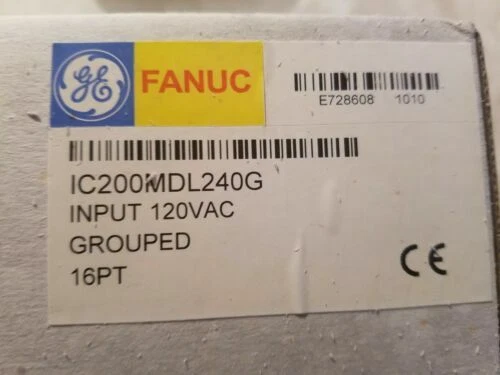 GE FANUC
E728608 1010
IC200MDL240G
INPUT 120VAC
GROUPED
16PT
CE